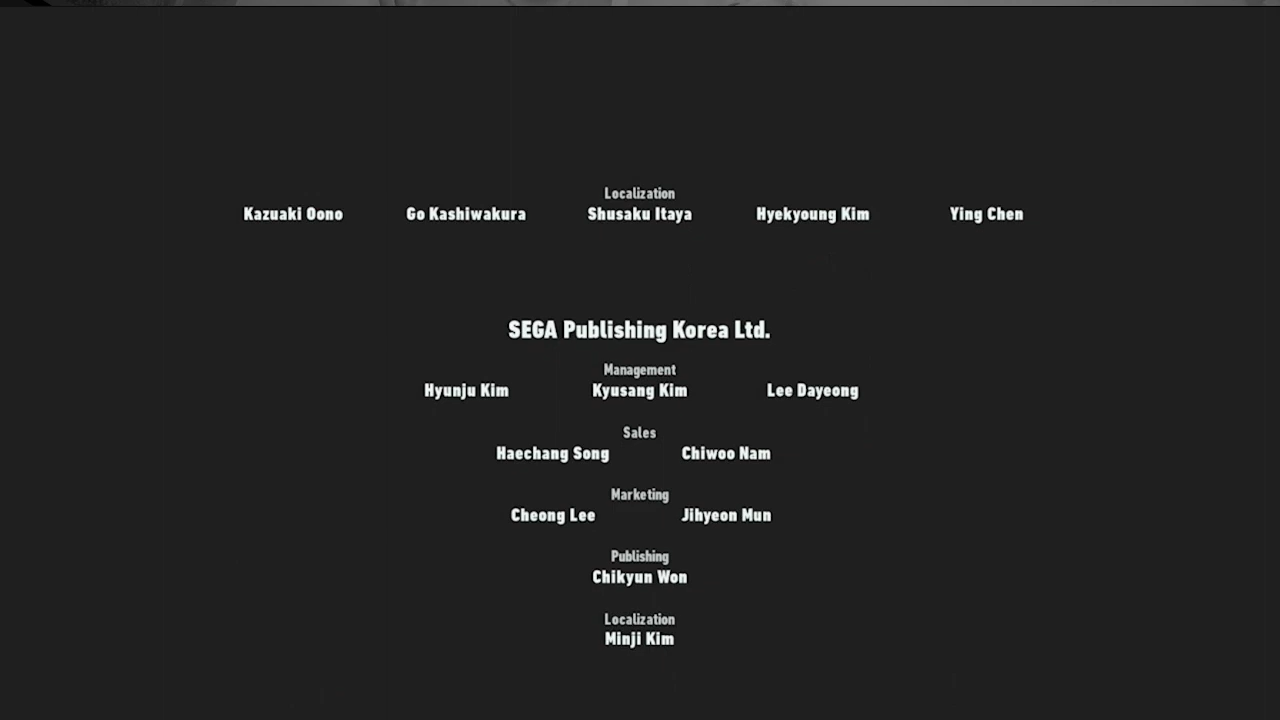 Localization
Kazuaki Oono Go Kashiwakura Shusaku Itaya Hyekyoung Kim Ying Chen
SEGA Publishing Korea Ltd.
Management
Hyunju Kim Kyusang Kim Lee Dayeong
Sales
Haechang Song Chiwoo Nam
Marketing
Cheong Lee Jihyeon Mun
Publishing
Chikyun Won
Localization
Minji Kim